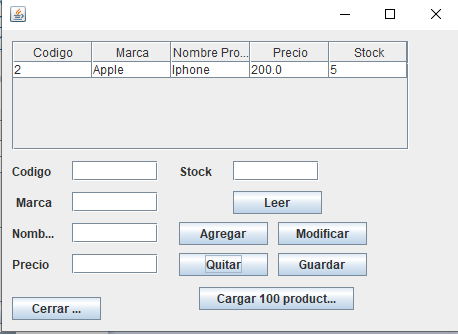 Codigo Marca Nombre Pro... Precio Stock
2 Apple Iphone 200.0 5
Codigo Stock
Marca Leer
Nomb... Agregar Modificar
Precio Quitar Guardar
Cerrar ... Cargar 100 product...